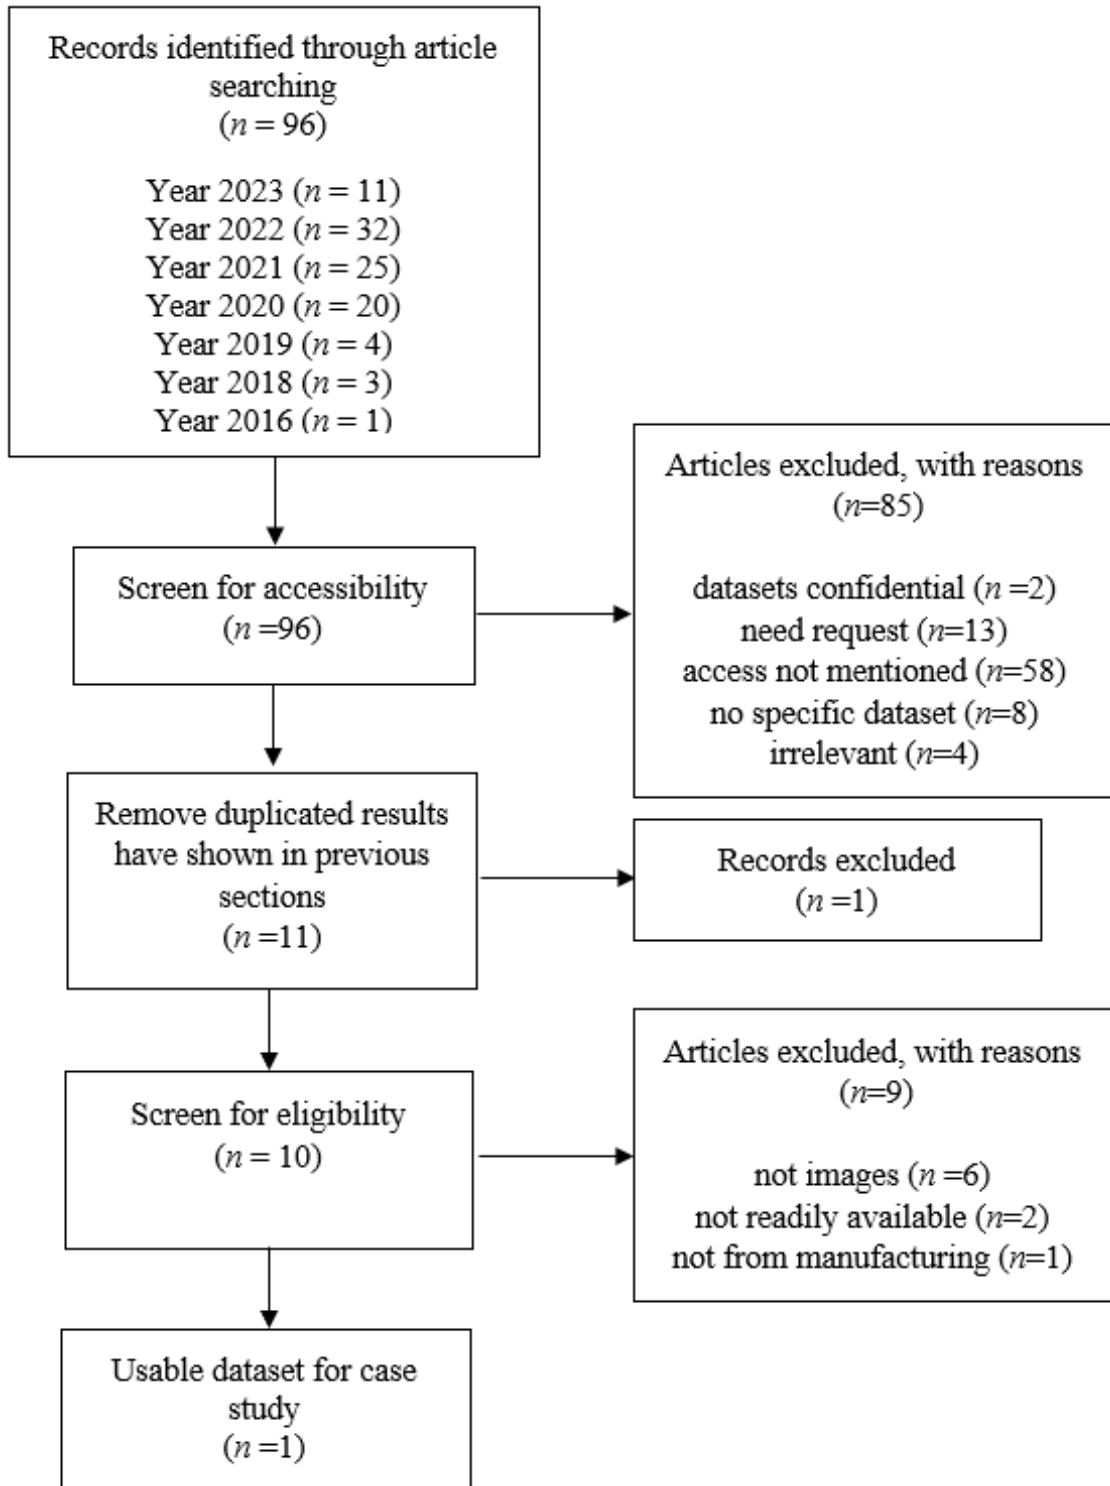 Records identified through article
searching
(n = 96)
Year 2023 (n = 11)
Year 2022 (n = 32)
Year 2021 (n = 25)
Year 2020 (n = 20)
Year 2019 (n = 4)
Year 2018 (n = 3)
Year 2016 (n = 1)
Screen for accessibility
(n =96)
Articles excluded, with reasons
(n=85)
datasets confidential (n =2)
need request (n=13)
access not mentioned (n=58)
no specific dataset (n=8)
irrelevant (n=4)
Remove duplicated results
have shown in previous
sections
(n =11)
Records excluded
(n =1)
Screen for eligibility
(n = 10)
Articles excluded, with reasons
(n=9)
not images (n =6)
not readily available (n=2)
not from manufacturing (n=1)
Usable dataset for case
study
(n =1)